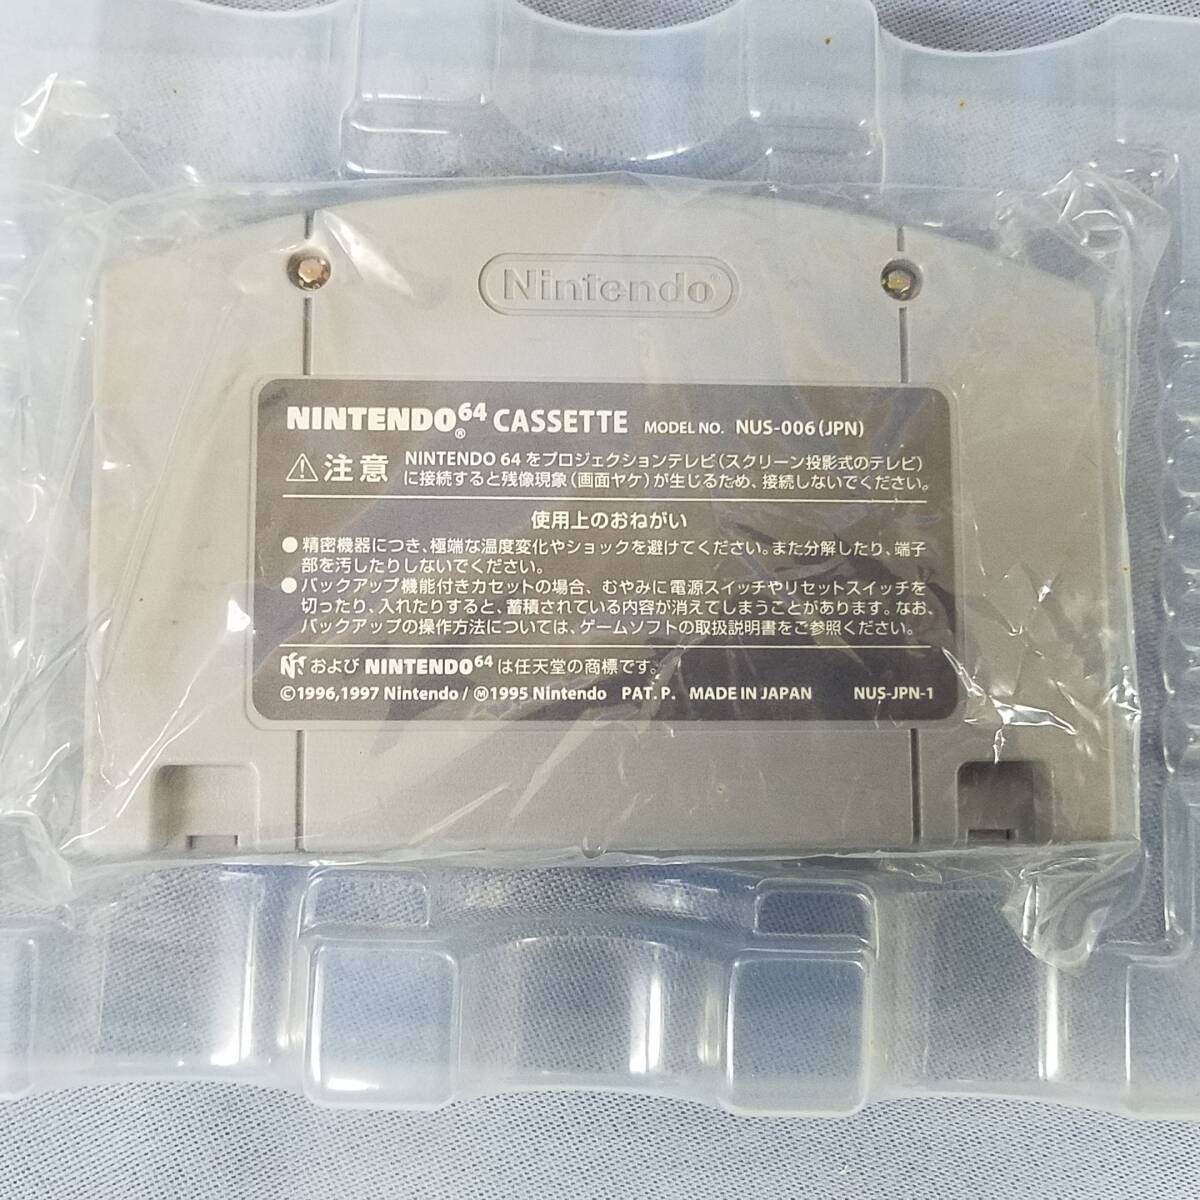 Nintendo®
NINTENDO®64 CASSETTE MODEL NO. NUS-006(JPN)
⚠注意 NINTENDO 64 をプロジェクションテレビ(スクリーン投影式のテレビ)
に接続すると残像現象(画面ヤケ)が生じるため、接続しないでください。
使用上のおねがい
●精密機器につき、極端な温度変化やショックを避けてください。また分解したり、端子
部を汚したりしないでください。
●バックアップ機能付きカセットの場合、むやみに電源スイッチやリセットスイッチを
切ったり、入れたりすると、蓄積されている内容が消えてしまうことがあります。なお、
バックアップの操作方法については、ゲームソフトの取扱説明書をご参照ください。
および NINTENDO64 は任天堂の商標です。
©1996,1997 Nintendo / Ⓜ1995 Nintendo PAT. P. MADE IN JAPAN NUS-JPN-1